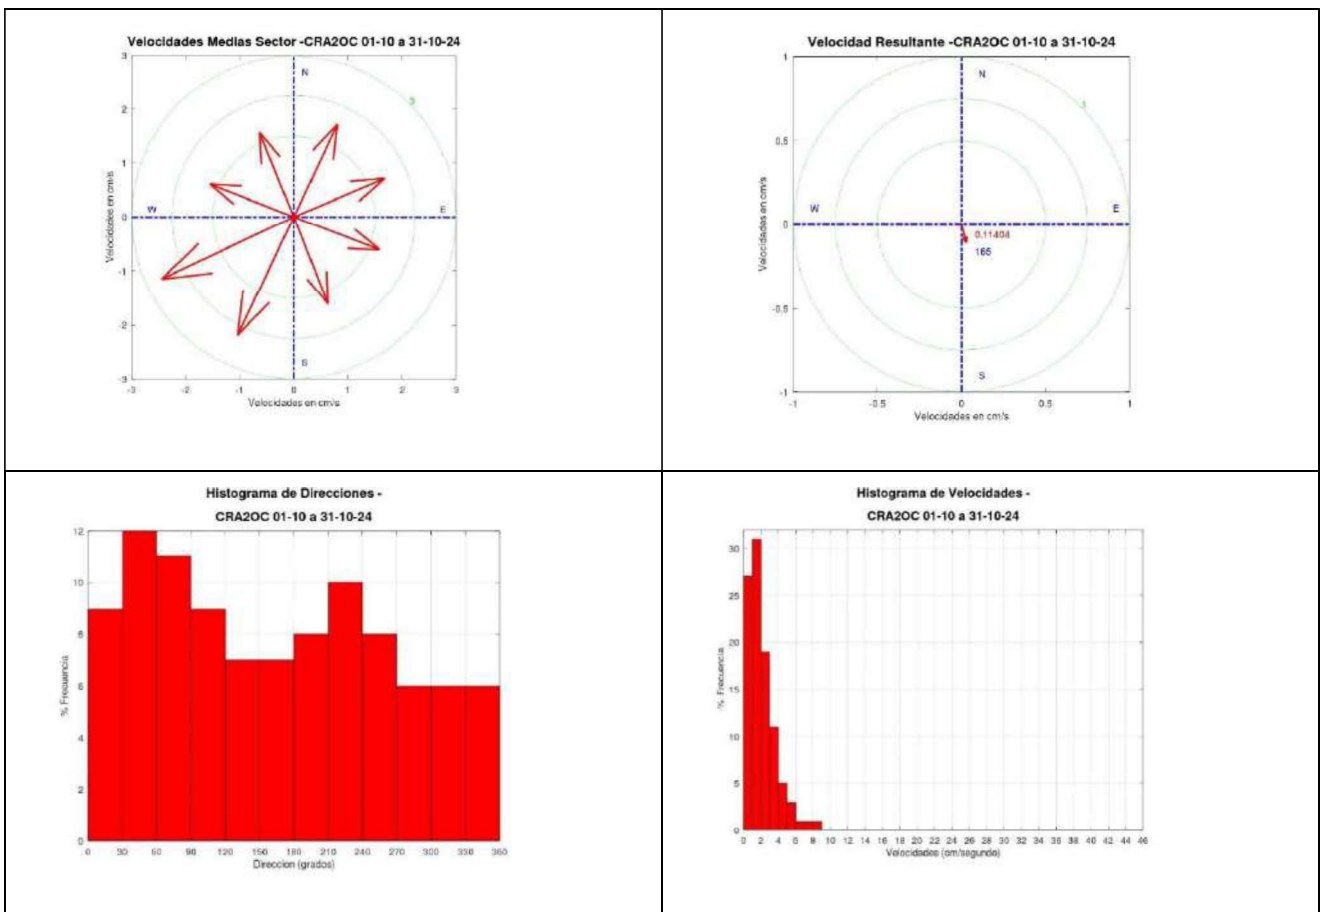 Velocidades Medias Sector -CRA2OC 01-10 a 31-10-24
3
N
3
2
1
Velocidades en cm/s
W
0
E
-1
-2
S
-3
-3
-2
-1
0
1
2
3
Velocidades en cm/s
Velocidad Resultante -CRA2OC 01-10 a 31-10-24
1
N
1
0.5
Velocidades en cm/s
W
E
0
0.11404
165
-0.5
S
-1
-1
-0.5
0
0.5
1
Velocidades en cm/s
Histograma de Direcciones -
CRA2OC 01-10 a 31-10-24
12
10
8
% Frecuencia
6
4
2
0
0 30 60 90 120 150 180 210 240 270 300 330 360
Direccion (grados)
Histograma de Velocidades -
CRA2OC 01-10 a 31-10-24
30
25
20
% Frecuencia
15
10
5
0
0 2 4 6 8 10 12 14 16 18 20 22 24 26 28 30 32 34 36 38 40 42 44 46
Velocidades (cm/segundo)